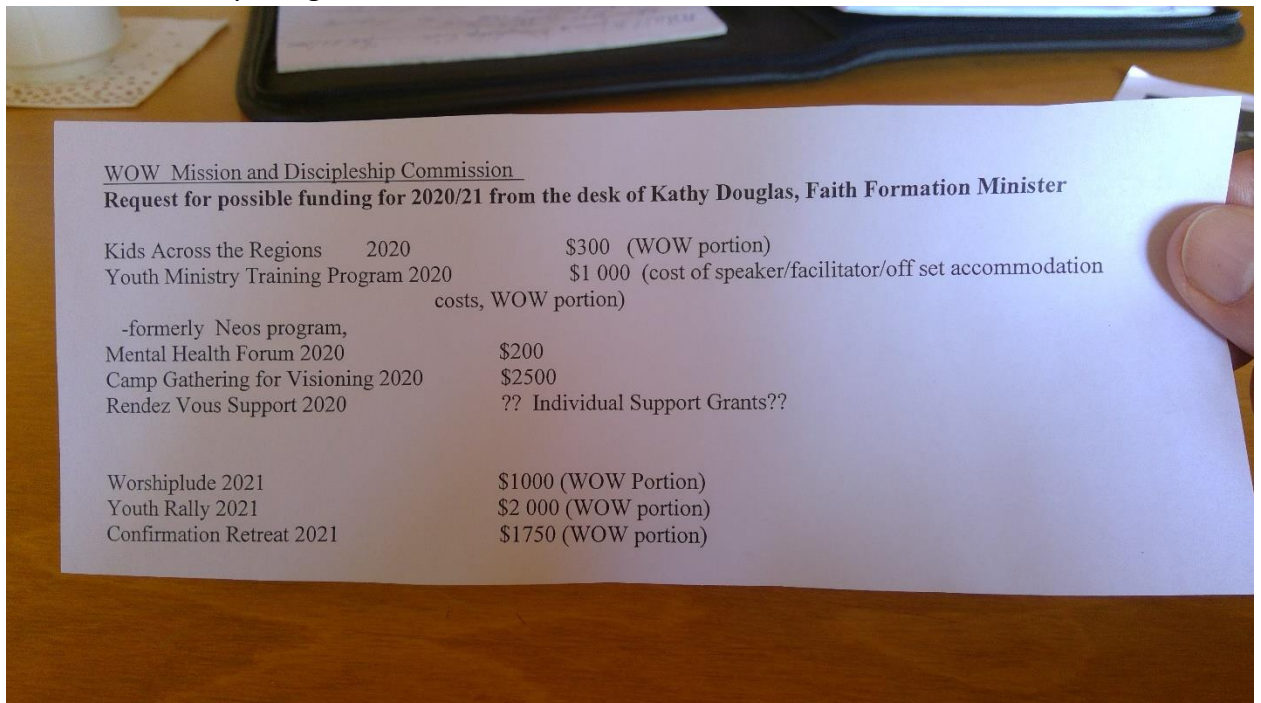 WOW Mission and Discipleship Commission
Request for possible funding for 2020/21 from the desk of Kathy Douglas, Faith Formation Minister
Kids Across the Regions 2020 $300 (WOW portion)
Youth Ministry Training Program 2020 $1 000 (cost of speaker/facilitator/off set accommodation
costs, WOW portion)
-formerly Neos program,
Mental Health Forum 2020 $200
Camp Gathering for Visioning 2020 $2500
Rendez Vous Support 2020 ?? Individual Support Grants??
Worshiplude 2021 $1000 (WOW Portion)
Youth Rally 2021 $2 000 (WOW portion)
Confirmation Retreat 2021 $1750 (WOW portion)